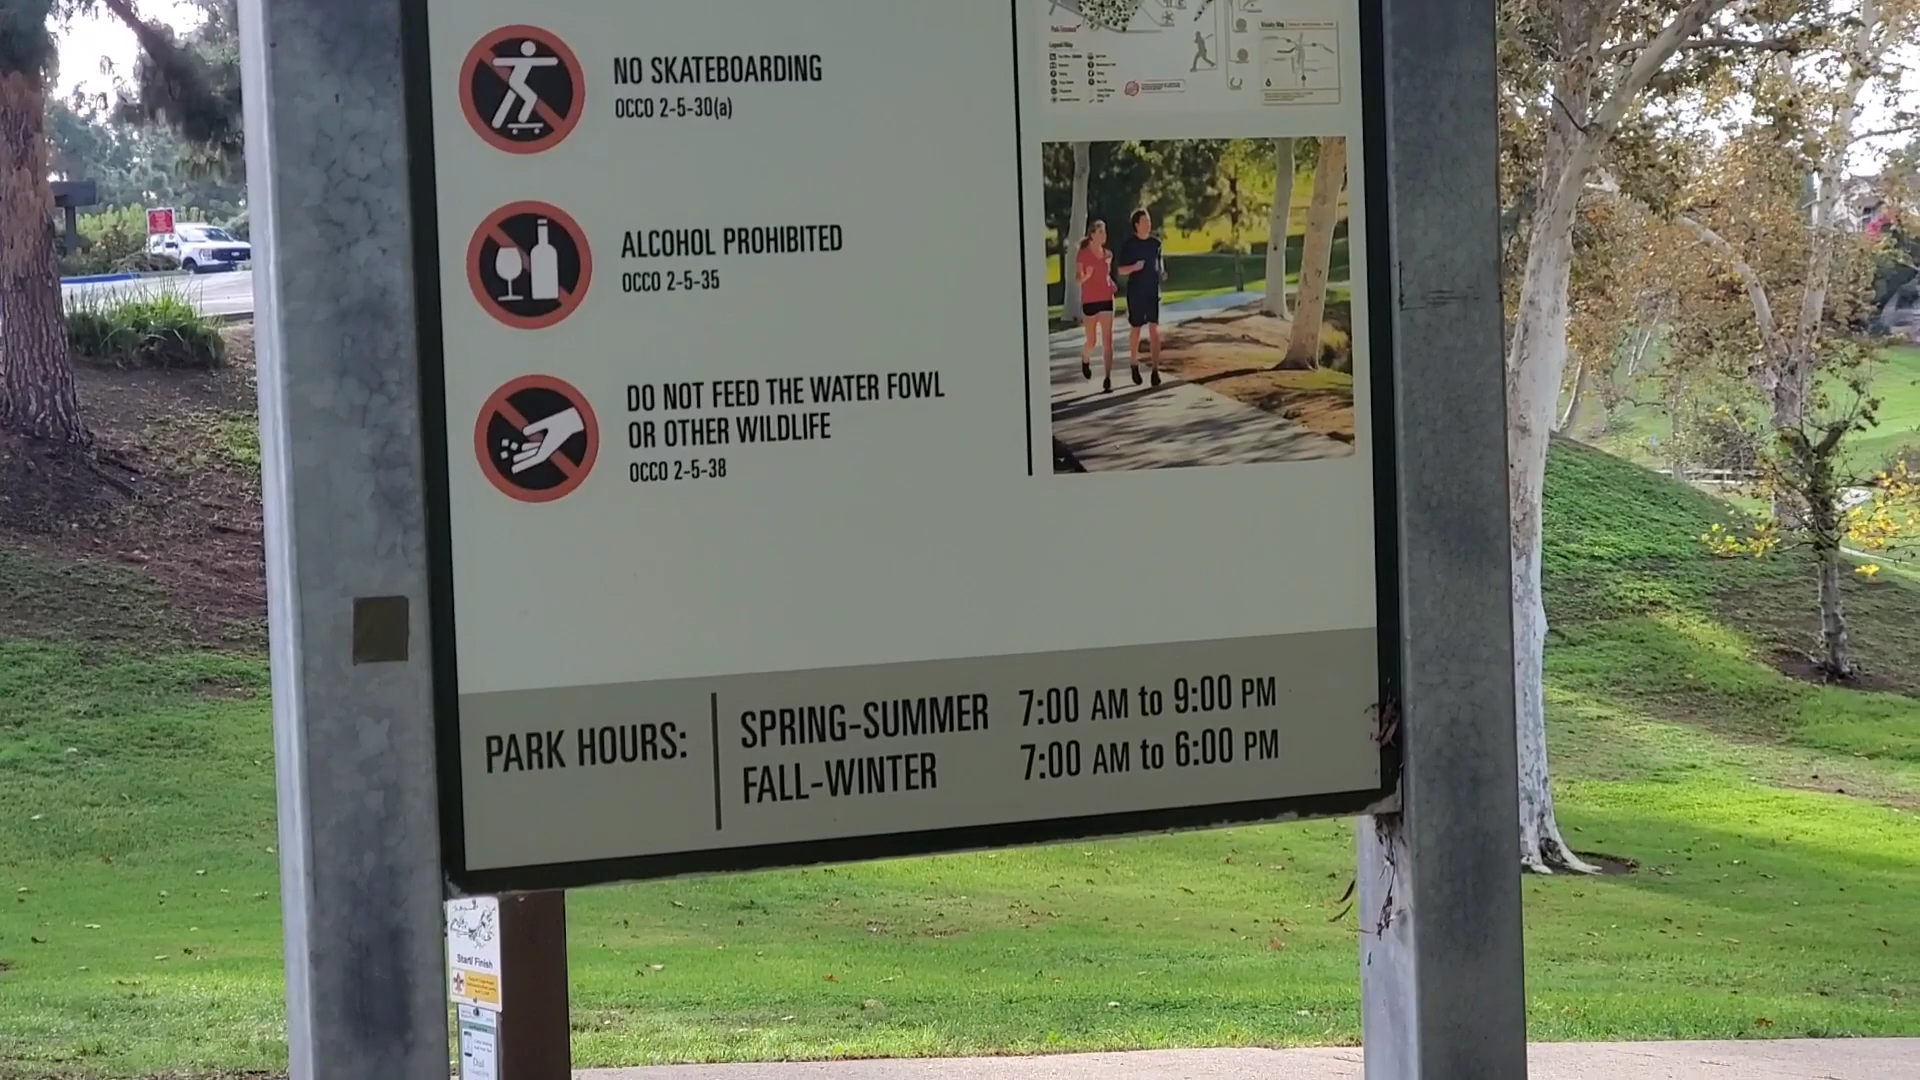 NO SKATEBOARDING
OCCO 2-5-30(a)
ALCOHOL PROHIBITED
OCCO 2-5-35
DO NOT FEED THE WATER FOWL
OR OTHER WILDLIFE
OCCO 2-5-38
PARK HOURS:
SPRING-SUMMER 7:00 AM to 9:00 PM
FALL-WINTER 7:00 AM to 6:00 PM
Start/ Finish